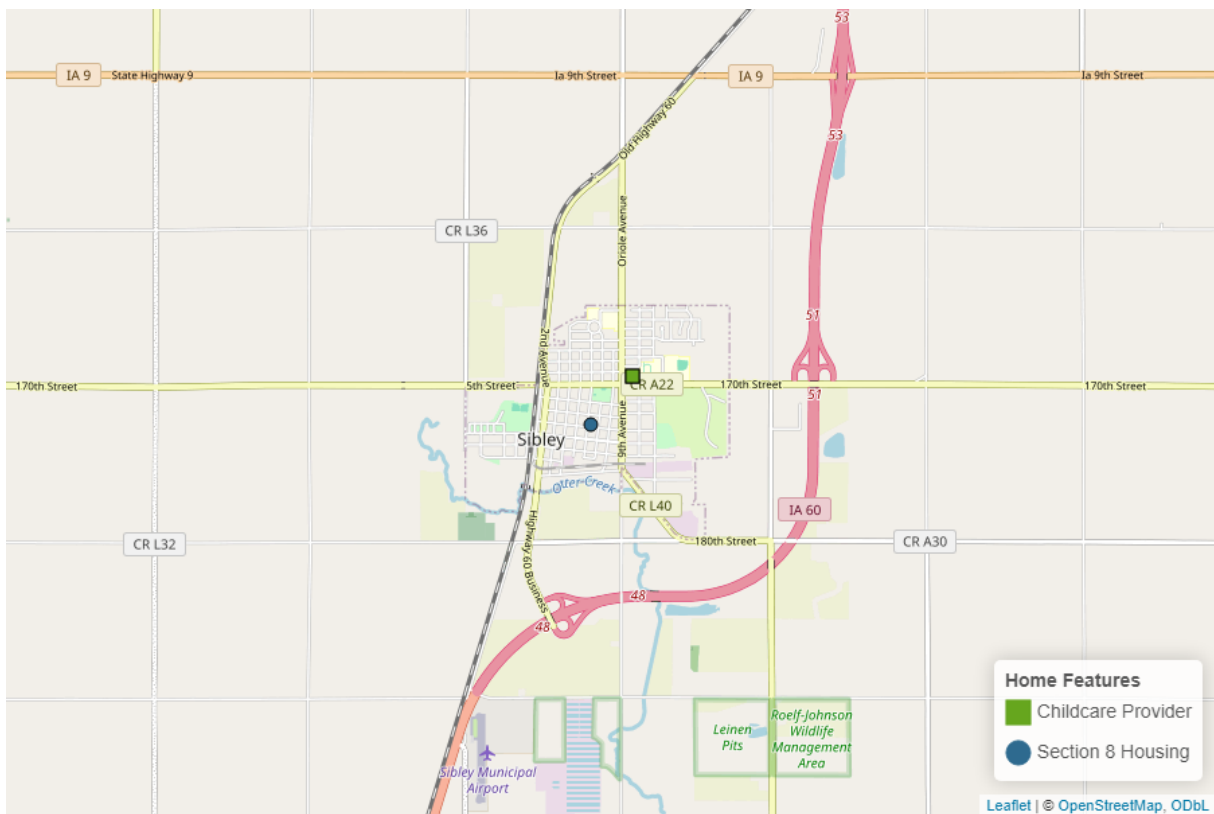 53
IA 9
State Highway 9
Ia 9th Street
IA 9
Ia 9th Street
Old Highway 60
53
CR L36
Oriole Avenue
51
2nd Avenue
170th Street
5th Street
CR A22
170th Street
170th Street
51
9th Avenue
Sibley
Otter Creek
CR L40
IA 60
Highway 60 Business
CR L32
180th Street
CR A30
48
48
Leinen
Pits
Roelf-Johnson
Wildlife
Management
Area
Sibley Municipal
Airport
Home Features
Childcare Provider
Section 8 Housing
Leaflet | © OpenStreetMap, ODbL